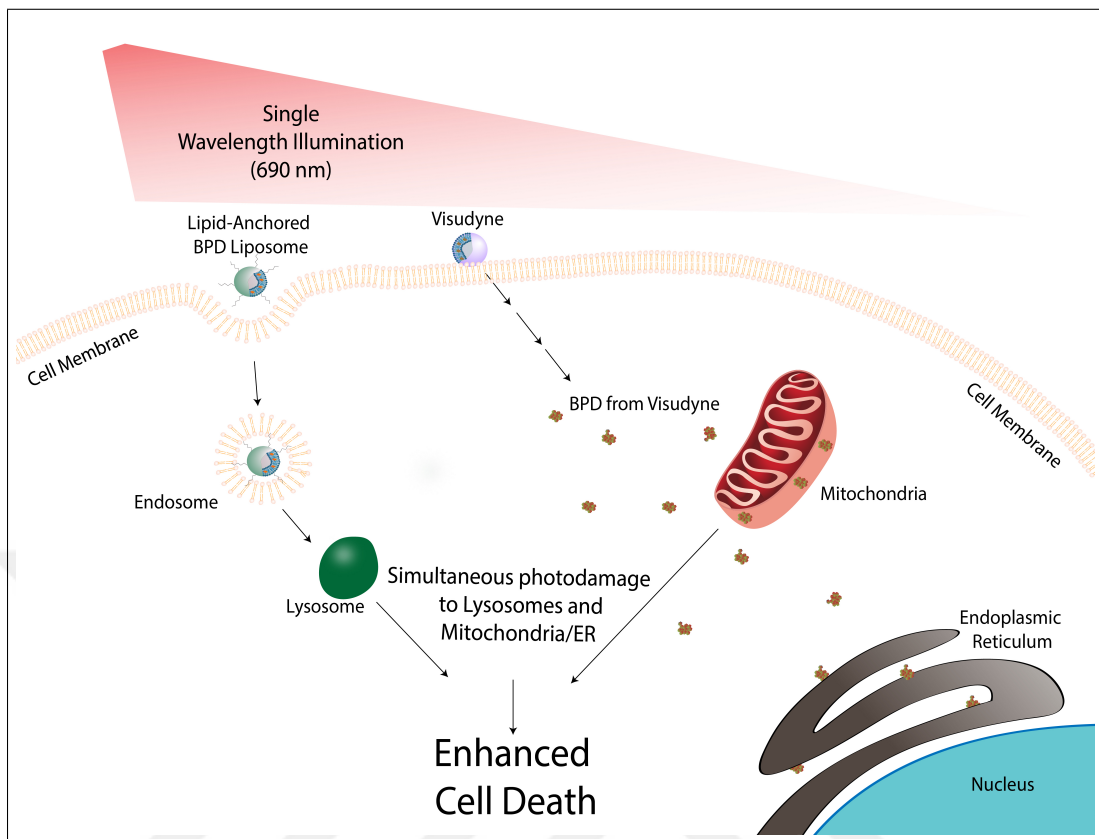 Single
Wavelength Illumination
(690 nm)
Lipid-Anchored
BPD Liposome
Visudyne
Cell Membrane
Cell Membrane
BPD from Visudyne
Mitochondria
Endosome
Lysosome
Simultaneous photodamage
to Lysosomes and
Mitochondria/ER
Endoplasmic
Reticulum
Enhanced
Cell Death
Nucleus